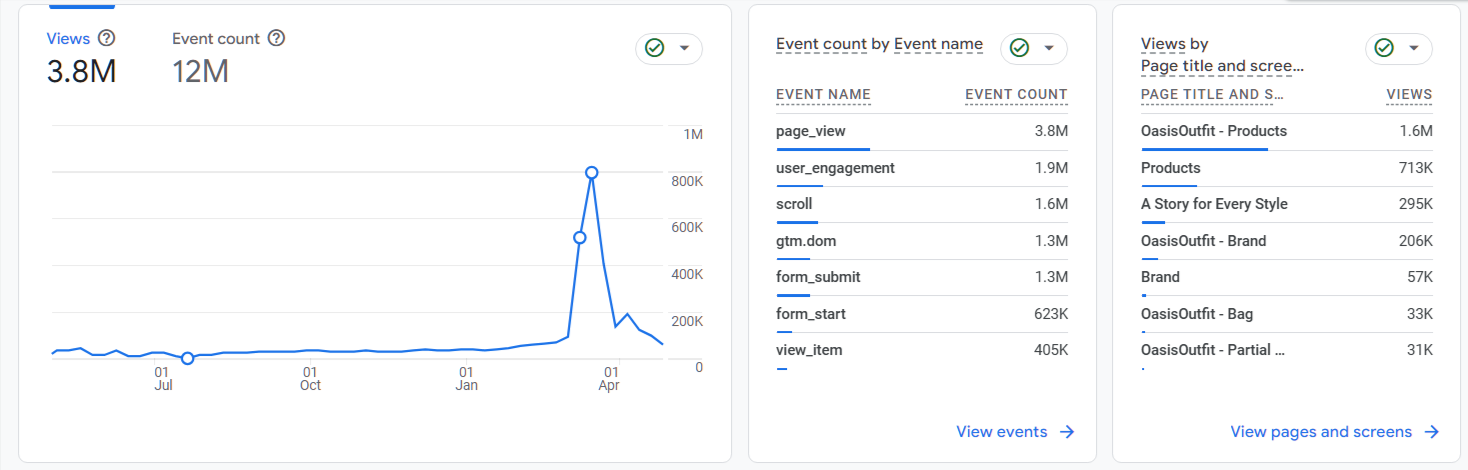 Views
Event count
3.8M
12M
1M
800K
600K
400K
200K
0
01 Jul
01 Oct
01 Jan
01 Apr
Event count by Event name
EVENT NAME EVENT COUNT
page_view 3.8M
user_engagement 1.9M
scroll 1.6M
gtm.dom 1.3M
form_submit 1.3M
form_start 623K
view_item 405K
View events
Views by
Page title and scree...
PAGE TITLE AND S... VIEWS
OasisOutfit - Products 1.6M
Products 713K
A Story for Every Style 295K
OasisOutfit - Brand 206K
Brand 57K
OasisOutfit - Bag 33K
OasisOutfit - Partial ... 31K
View pages and screens